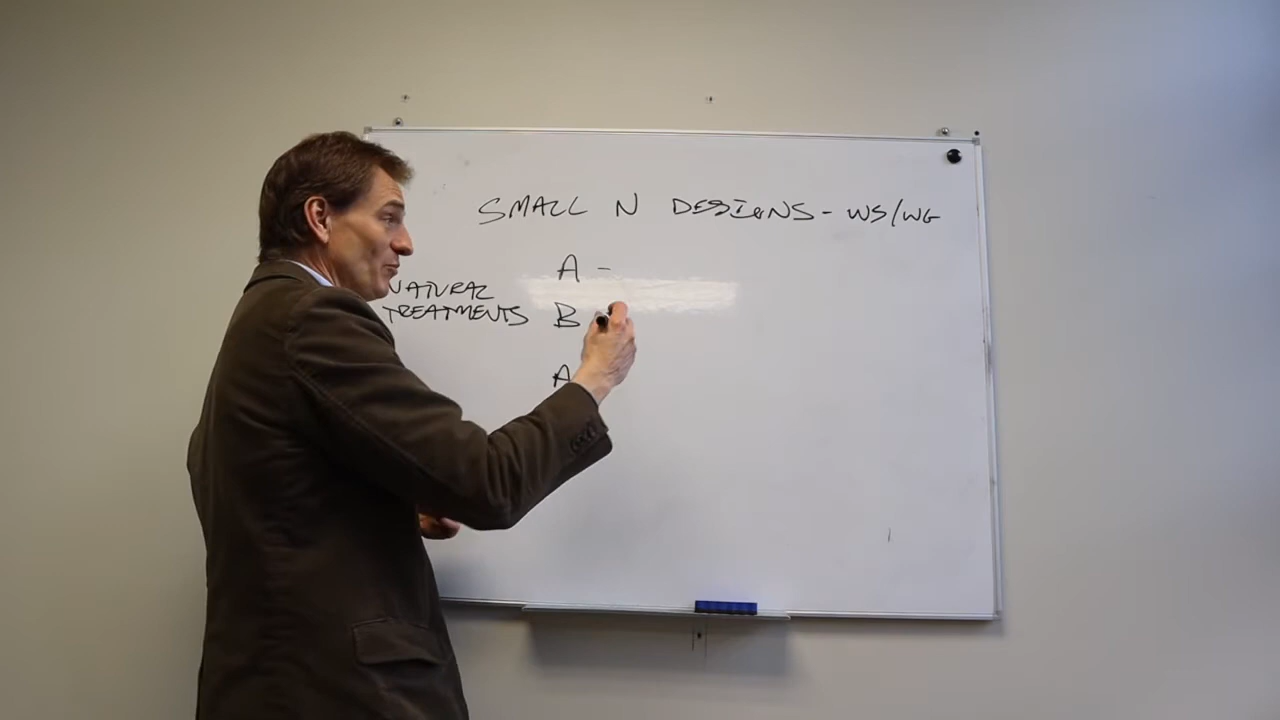 SMALL N DESIGNS - WS/WG
A -
NATURAL
TREATMENTS B
A